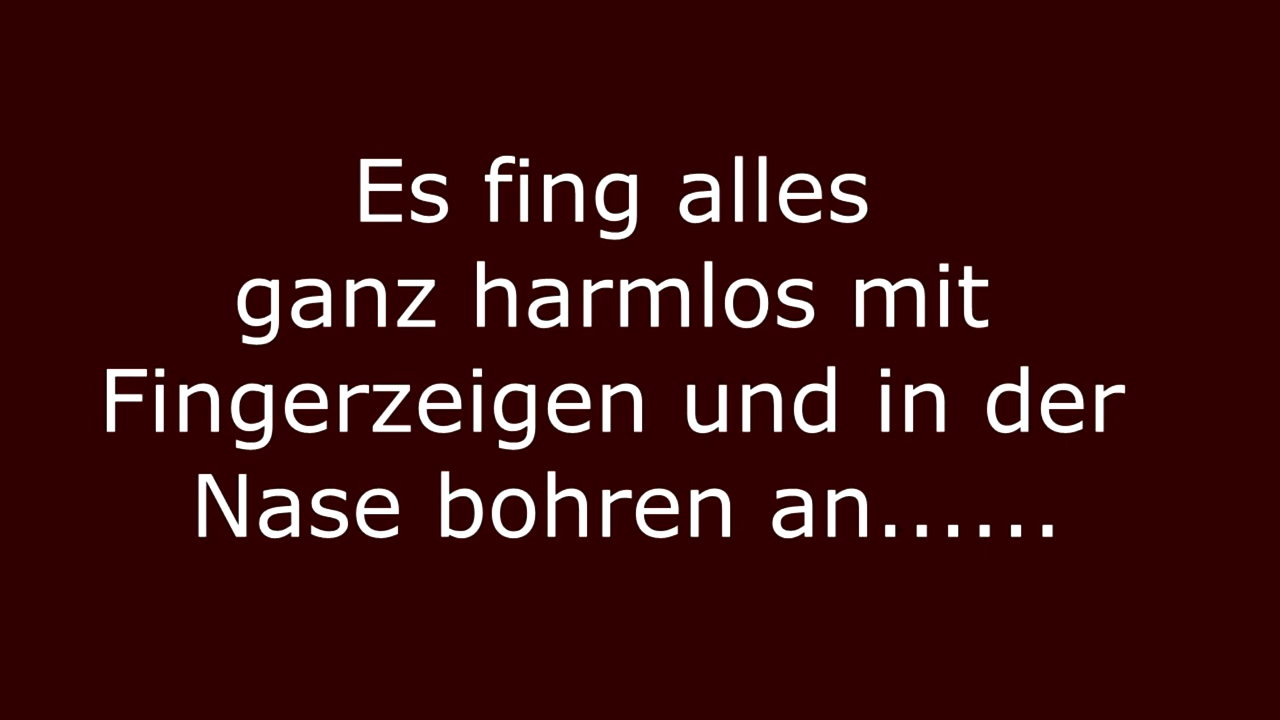 Es fing alles
ganz harmlos mit
Fingerzeigen und in der
Nase bohren an......